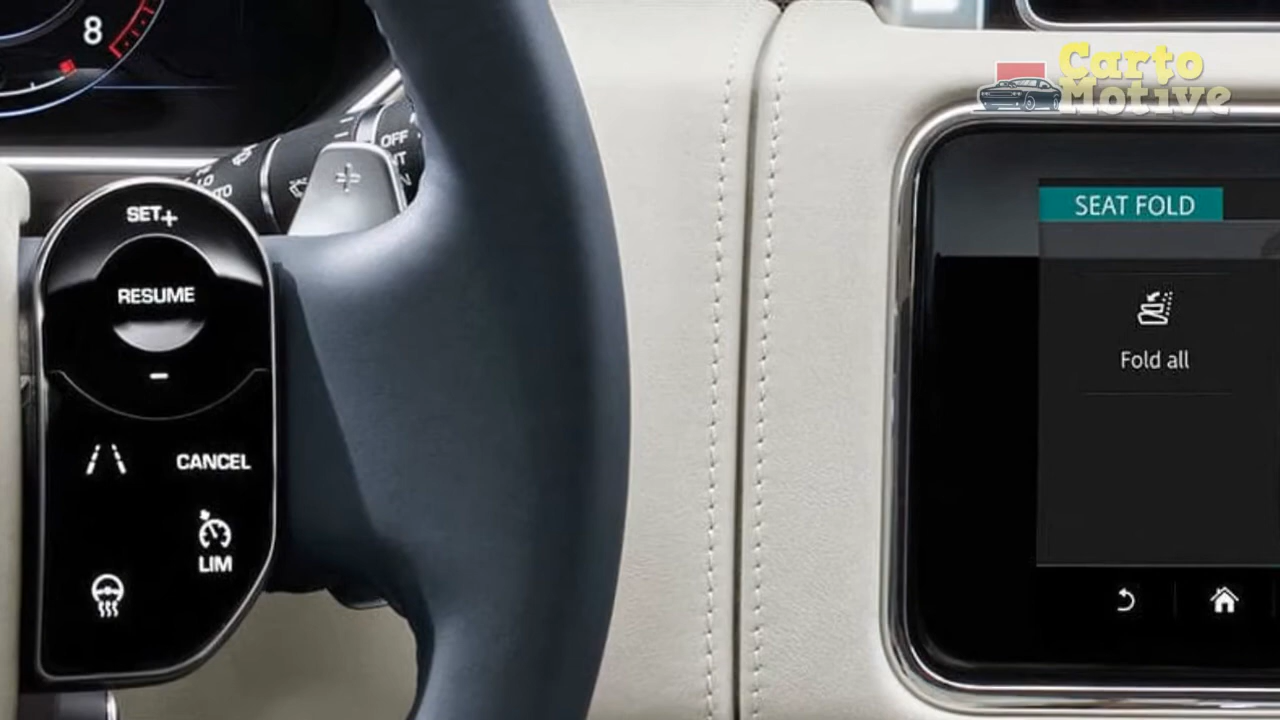 8
Carto
Motive
OFF
SET+
SEAT FOLD
RESUME
-
Fold all
CANCEL
LIM